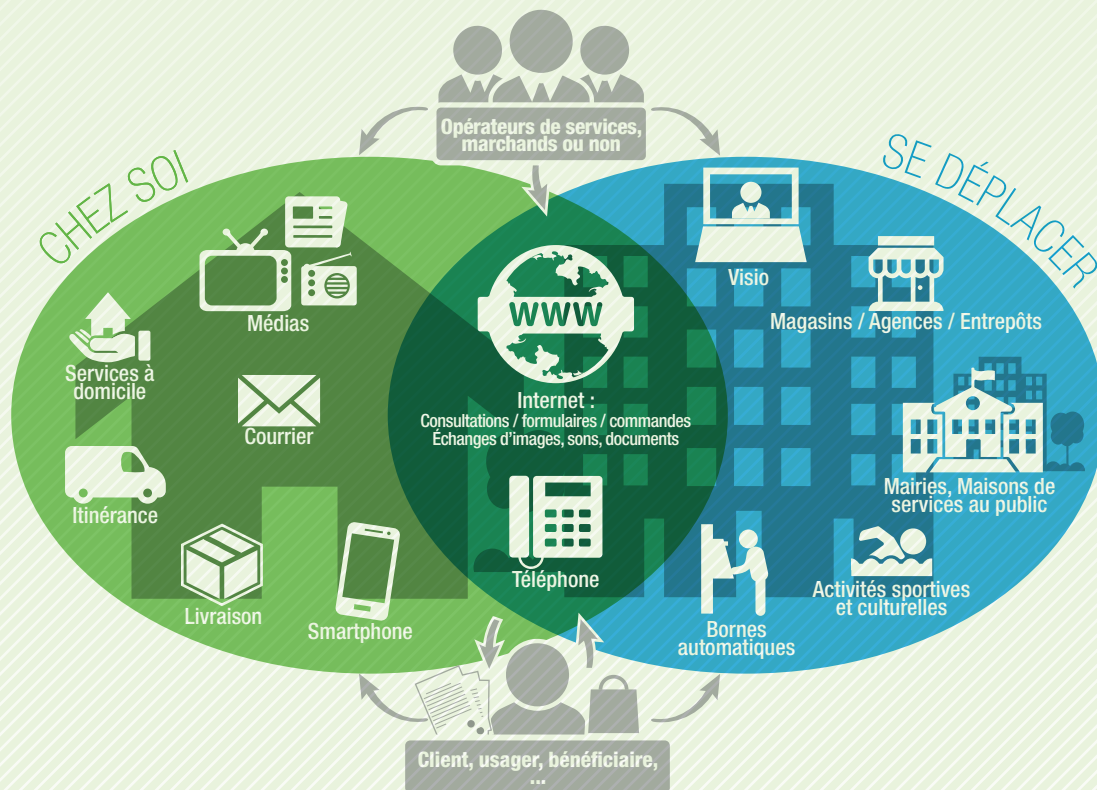 Opérateurs de services,
marchands ou non
CHEZ SOI
SE DÉPLACER
Médias
Services à
domicile
Courrier
Itinérance
Livraison
Smartphone
WWW
Internet :
Consultations / formulaires / commandes
Échanges d'images, sons, documents
Téléphone
Visio
Magasins / Agences / Entrepôts
Mairies, Maisons de
services au public
Activités sportives
et culturelles
Bornes
automatiques
Client, usager, bénéficiaire,
...